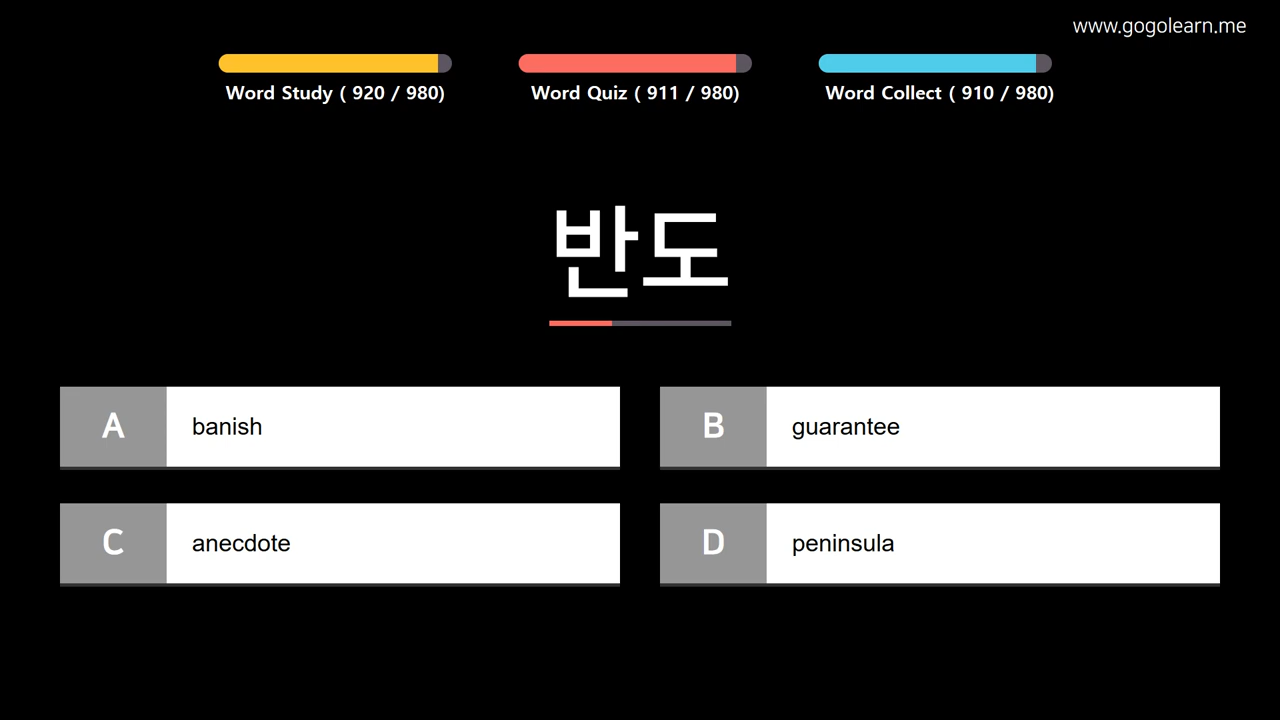 www.gogolearn.me
Word Study ( 920 / 980)
Word Quiz ( 911 / 980)
Word Collect ( 910 / 980)
반도
A banish
B guarantee
C anecdote
D peninsula